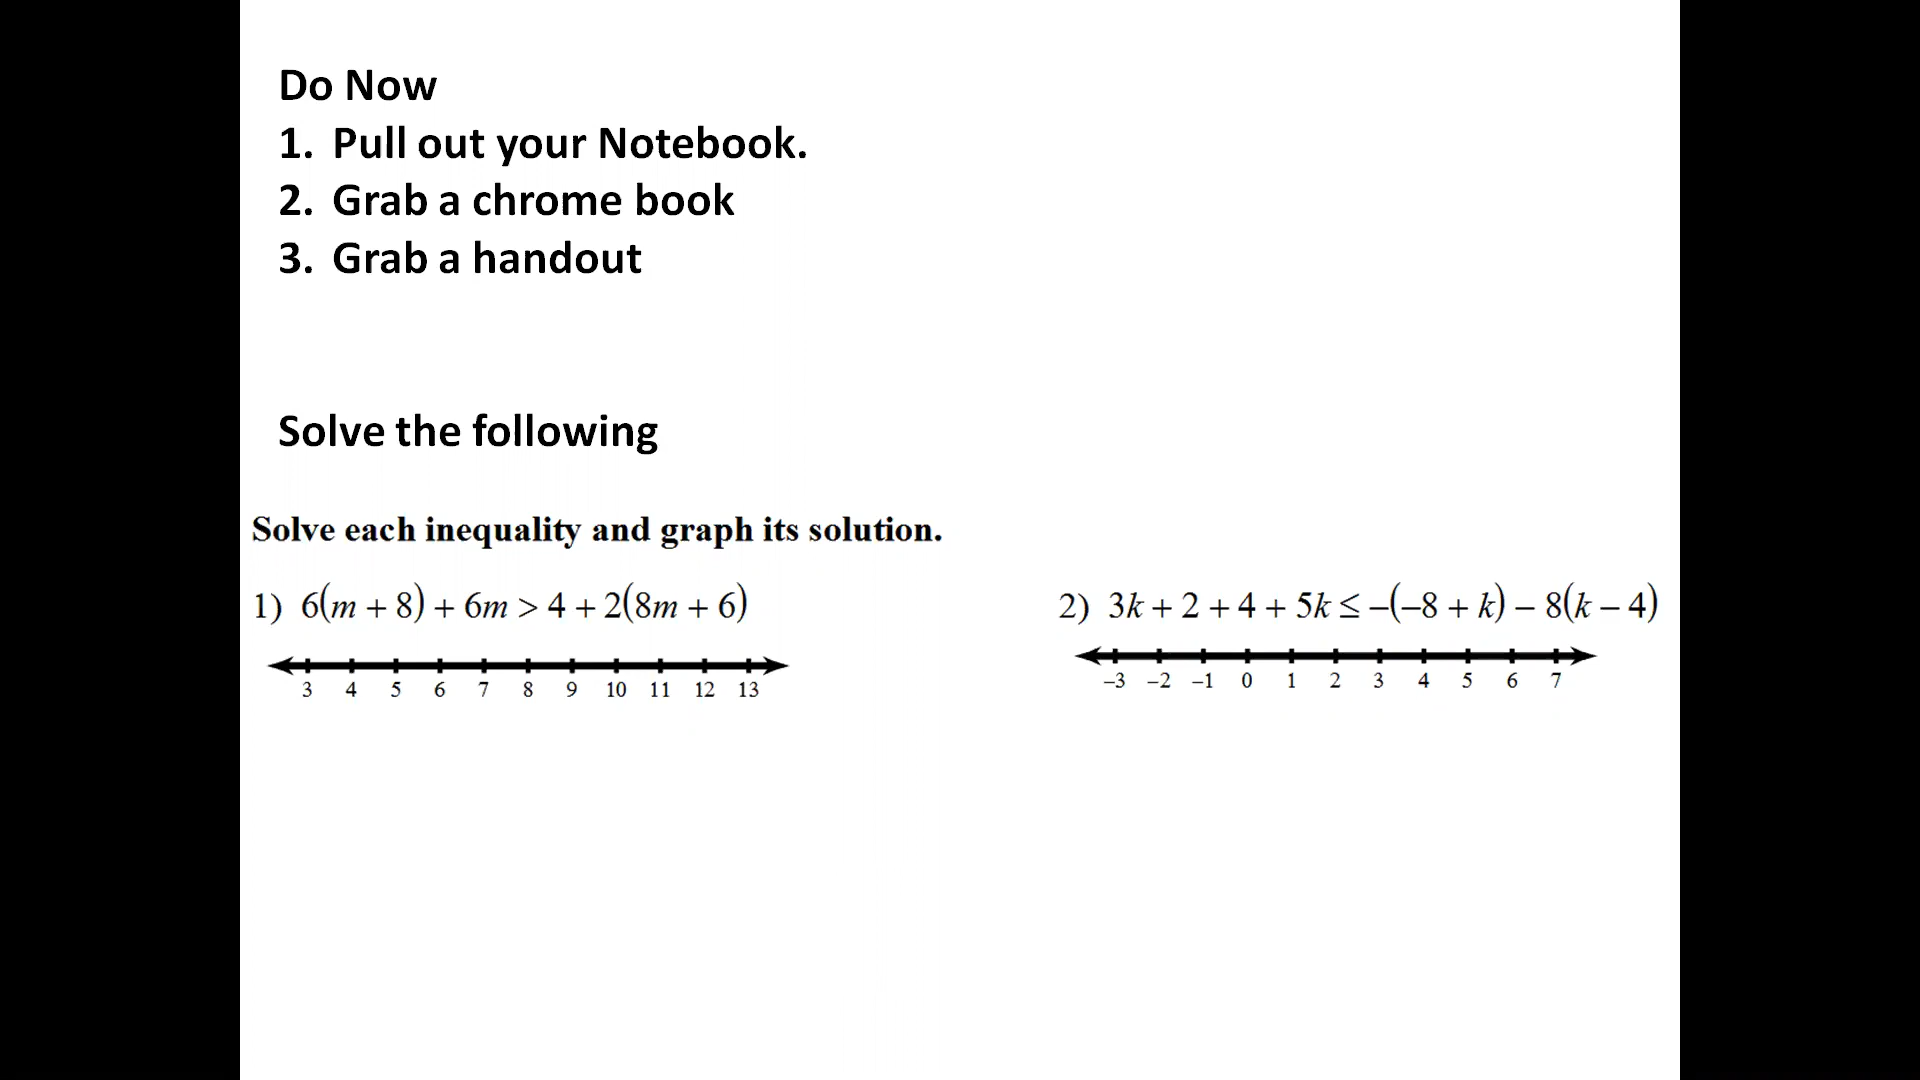 Do Now
1. Pull out your Notebook.
2. Grab a chrome book
3. Grab a handout
Solve the following
Solve each inequality and graph its solution.
1) 6(m + 8) + 6m > 4 + 2(8m + 6)
3 4 5 6 7 8 9 10 11 12 13
2) 3k + 2 + 4 + 5k ≤ –(–8 + k) – 8(k – 4)
–3 –2 –1 0 1 2 3 4 5 6 7